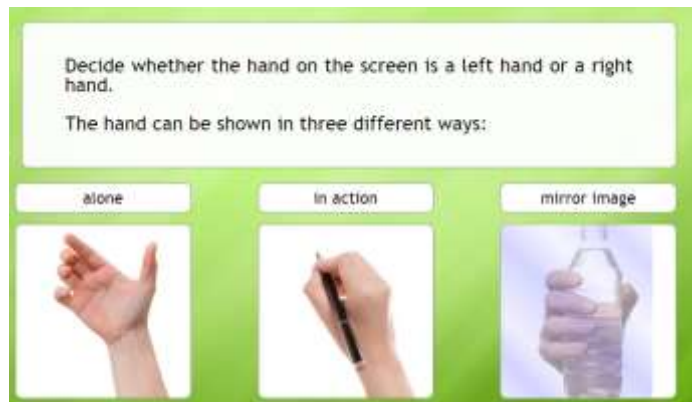 Decide whether the hand on the screen is a left hand or a right
hand.
The hand can be shown in three different ways:
alone
in action
mirror image